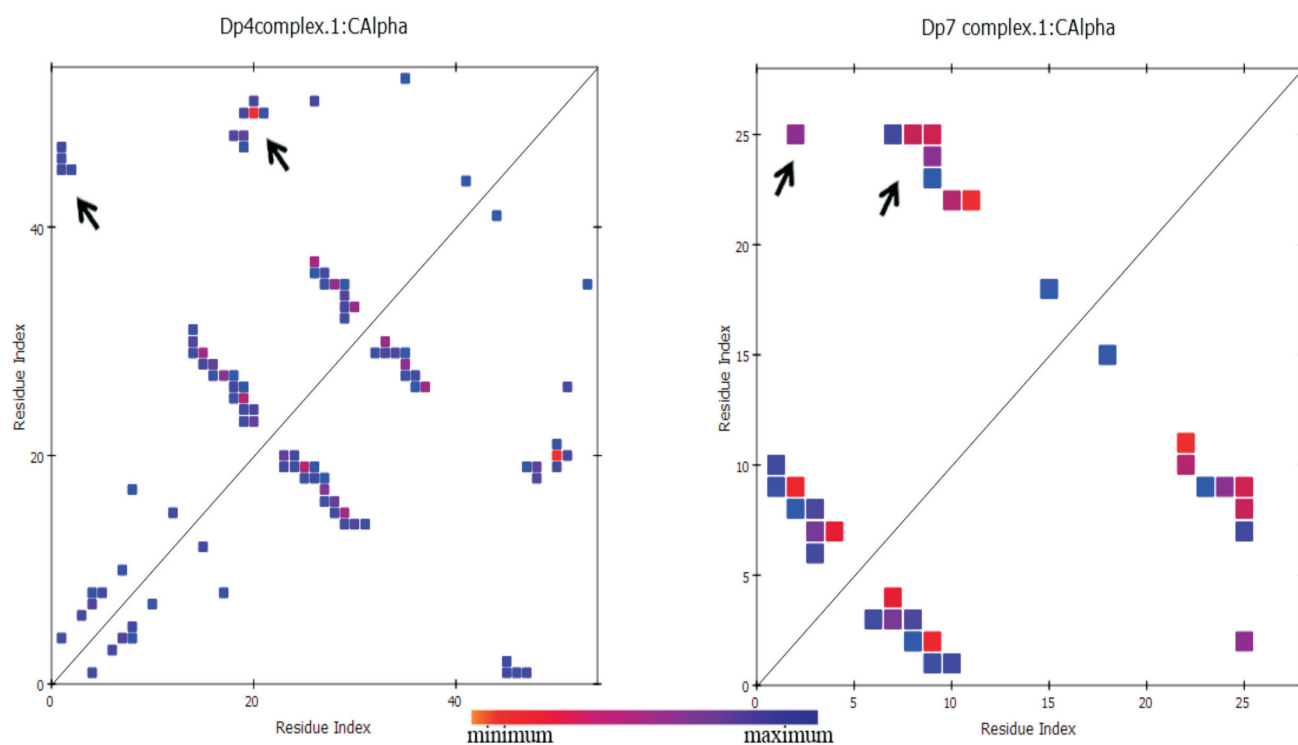 Dp4complex.1:CAlpha
Residue Index
40
20
0
0 20 40
Residue Index
Dp7 complex.1:CAlpha
Residue Index
25
20
15
10
5
0
0 5 10 15 20 25
Residue Index
minimum maximum